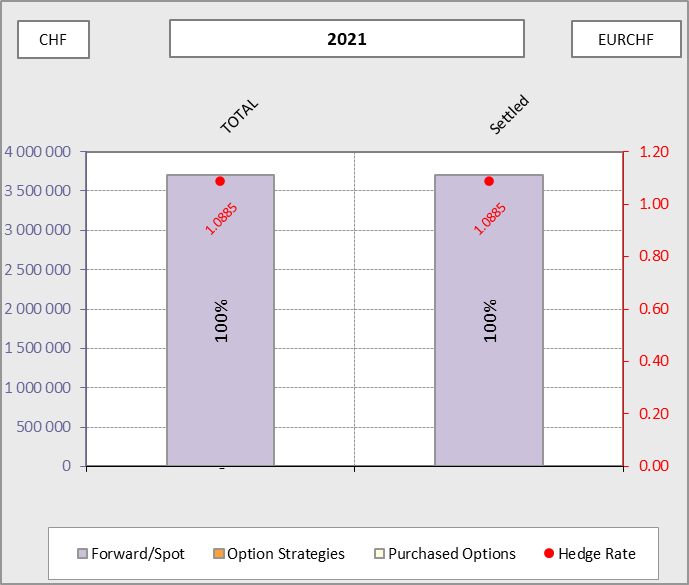 CHF
2021
EURCHF
TOTAL
Settled
4 000 000
3 500 000
3 000 000
2 500 000
2 000 000
1 500 000
1 000 000
500 000
0
1.20
1.00
0.80
0.60
0.40
0.20
0.00
1.0885
1.0885
100%
100%
Forward/Spot Option Strategies Purchased Options Hedge Rate